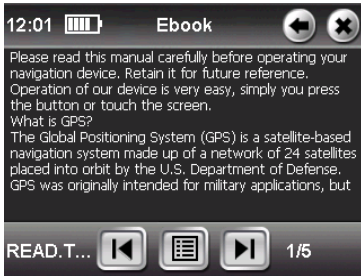 12:01 Ebook
Please read this manual carefully before operating your
navigation device. Retain it for future reference.
Operation of our device is very easy, simply you press
the button or touch the screen.
What is GPS?
The Global Positioning System (GPS) is a satellite-based
navigation system made up of a network of 24 satellites
placed into orbit by the U.S. Department of Defense.
GPS was originally intended for military applications, but
READ.T... 1/5